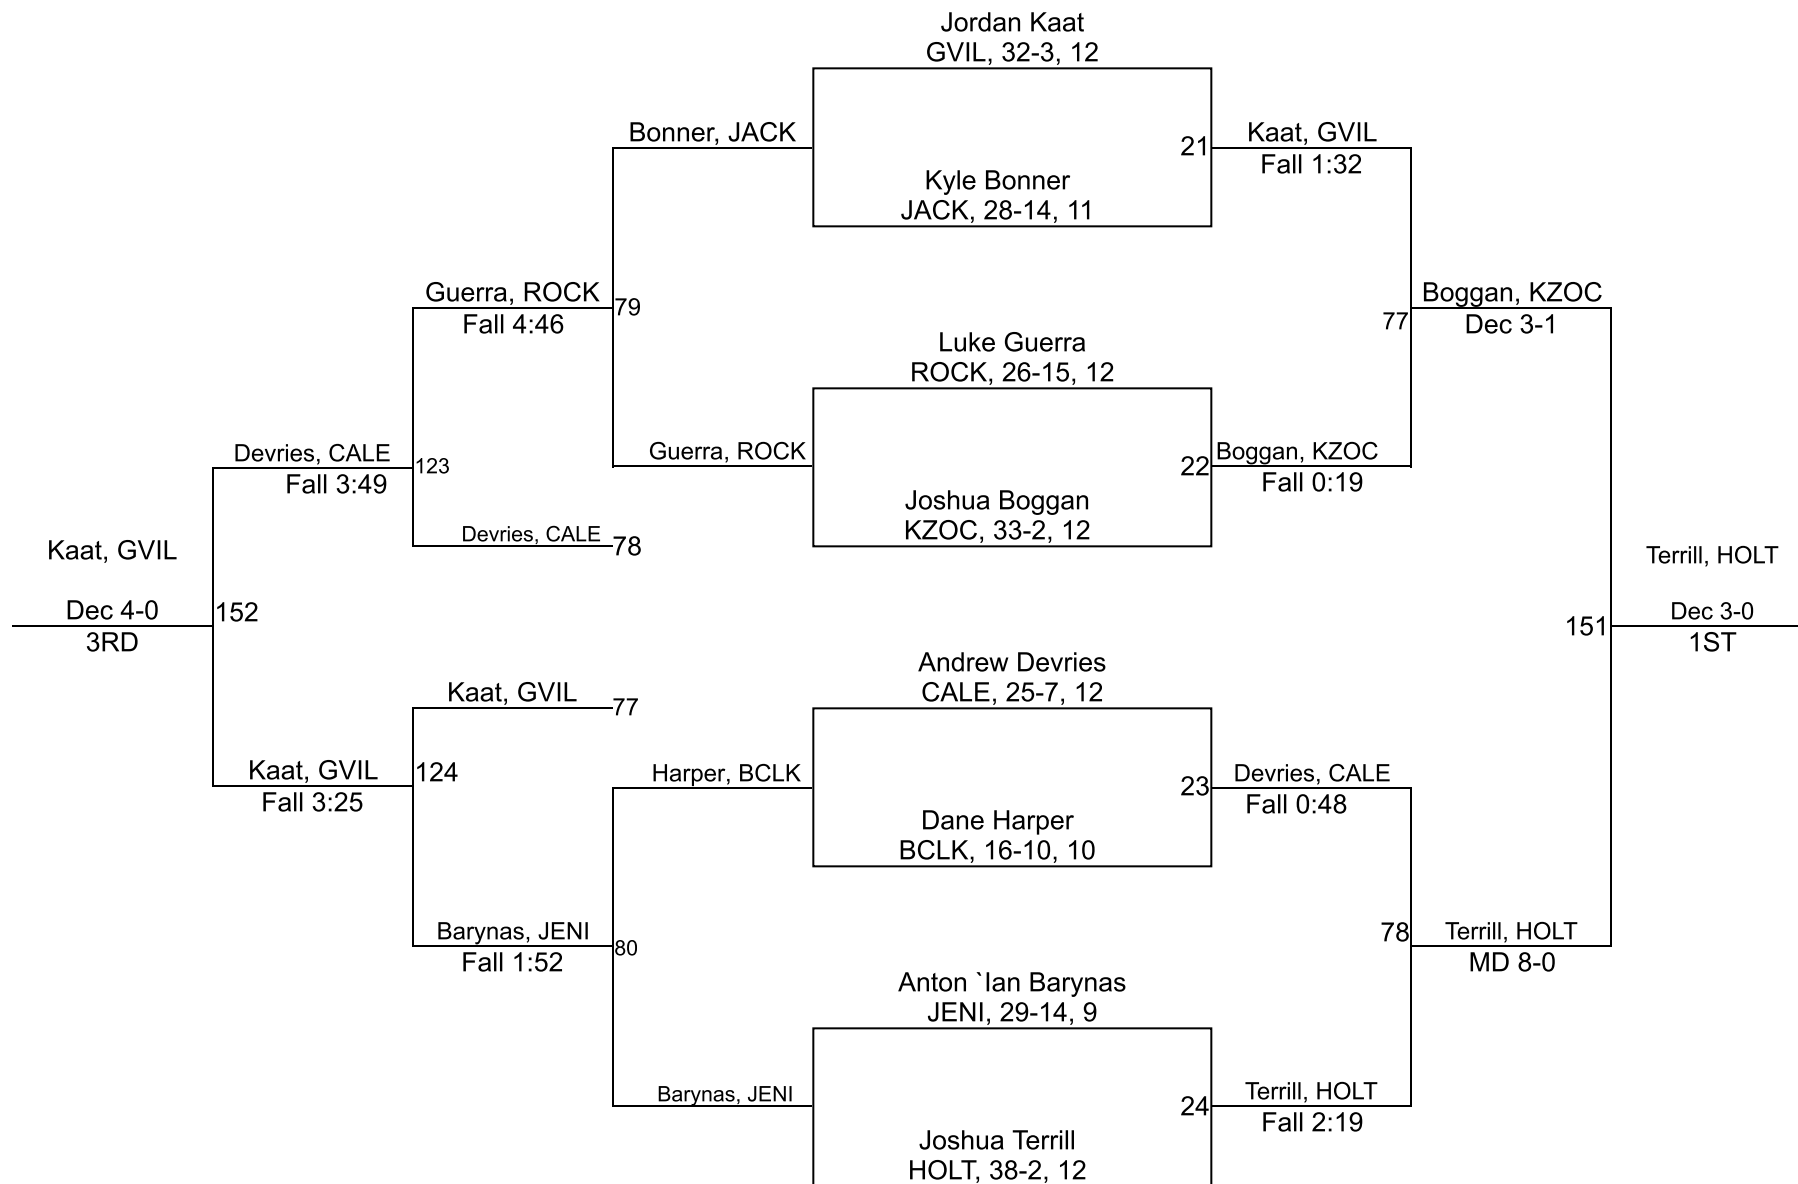 Jordan Kaat
GVIL, 32-3, 12
Bonner, JACK
21
Kaat, GVIL
Fall 1:32
Kyle Bonner
JACK, 28-14, 11
Guerra, ROCK
79
Fall 4:46
Boggan, KZOC
77
Dec 3-1
Luke Guerra
ROCK, 26-15, 12
Devries, CALE
123
Fall 3:49
Guerra, ROCK
22
Boggan, KZOC
Fall 0:19
Joshua Boggan
KZOC, 33-2, 12
Devries, CALE
78
Kaat, GVIL
Terrill, HOLT
Dec 4-0
152
3RD
151
Dec 3-0
1ST
Andrew Devries
CALE, 25-7, 12
Kaat, GVIL
77
Kaat, GVIL
124
Fall 3:25
Harper, BCLK
23
Devries, CALE
Fall 0:48
Dane Harper
BCLK, 16-10, 10
Barynas, JENI
80
Fall 1:52
78
Terrill, HOLT
MD 8-0
Anton `Ian Barynas
JENI, 29-14, 9
Barynas, JENI
24
Terrill, HOLT
Fall 2:19
Joshua Terrill
HOLT, 38-2, 12